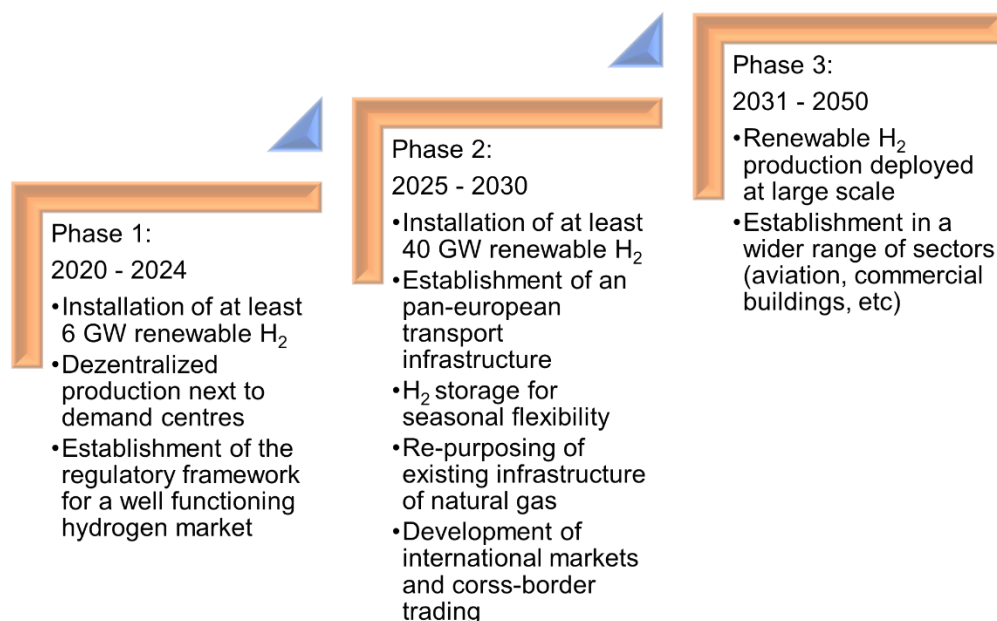 Phase 1:
2020 - 2024
•Installation of at least
6 GW renewable H₂
•Dezentralized
production next to
demand centres
•Establishment of the
regulatory framework
for a well functioning
hydrogen market
Phase 2:
2025 - 2030
•Installation of at least
40 GW renewable H₂
•Establishment of an
pan-european
transport
infrastructure
•H₂ storage for
seasonal flexibility
•Re-purposing of
existing infrastructure
of natural gas
•Development of
international markets
and corss-border
trading
Phase 3:
2031 - 2050
•Renewable H₂
production deployed
at large scale
•Establishment in a
wider range of sectors
(aviation, commercial
buildings, etc)